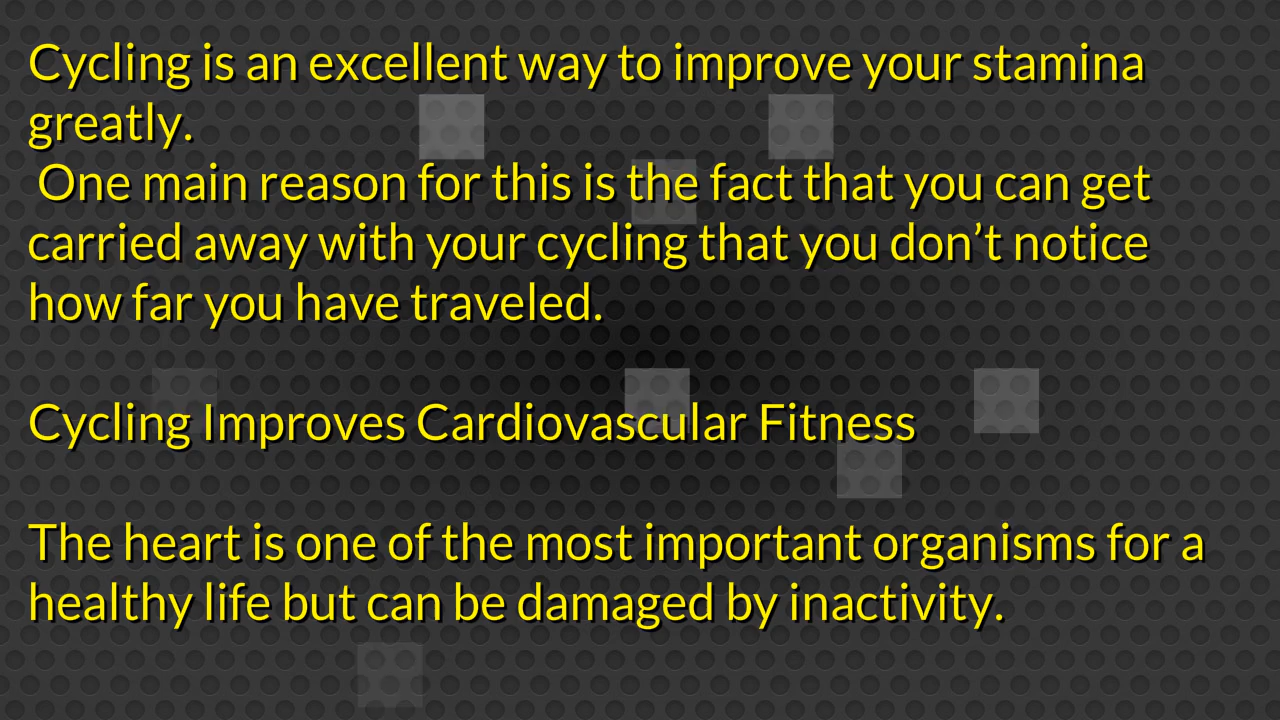 Cycling is an excellent way to improve your stamina
greatly.
One main reason for this is the fact that you can get
carried away with your cycling that you don’t notice
how far you have traveled.
Cycling Improves Cardiovascular Fitness
The heart is one of the most important organisms for a
healthy life but can be damaged by inactivity.